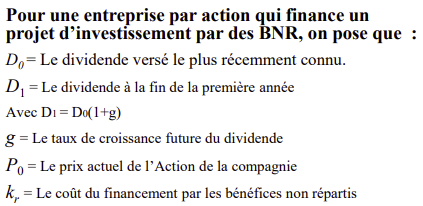 Pour une entreprise par action qui finance un
projet d’investissement par des BNR, on pose que :
D₀= Le dividende versé le plus récemment connu.
D₁ = Le dividende à la fin de la première année
Avec D1= D0(1+g)
g = Le taux de croissance future du dividende
P₀ = Le prix actuel de l’Action de la compagnie
kᵣ = Le coût du financement par les bénéfices non répartis